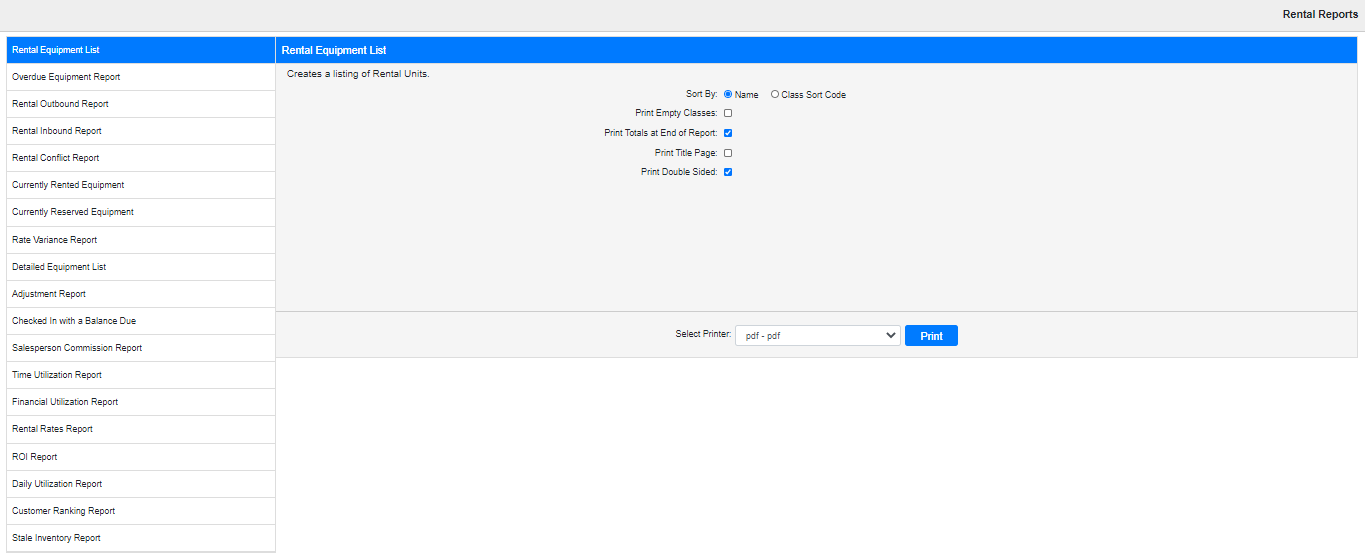 Rental Reports
Rental Equipment List
Overdue Equipment Report
Rental Outbound Report
Rental Inbound Report
Rental Conflict Report
Currently Rented Equipment
Currently Reserved Equipment
Rate Variance Report
Detailed Equipment List
Adjustment Report
Checked In with a Balance Due
Salesperson Commission Report
Time Utilization Report
Financial Utilization Report
Rental Rates Report
ROI Report
Daily Utilization Report
Customer Ranking Report
Stale Inventory Report
Rental Equipment List
Creates a listing of Rental Units.
Sort By: Name Class Sort Code
Print Empty Classes:
Print Totals at End of Report:
Print Title Page:
Print Double Sided:
Select Printer: pdf - pdf Print